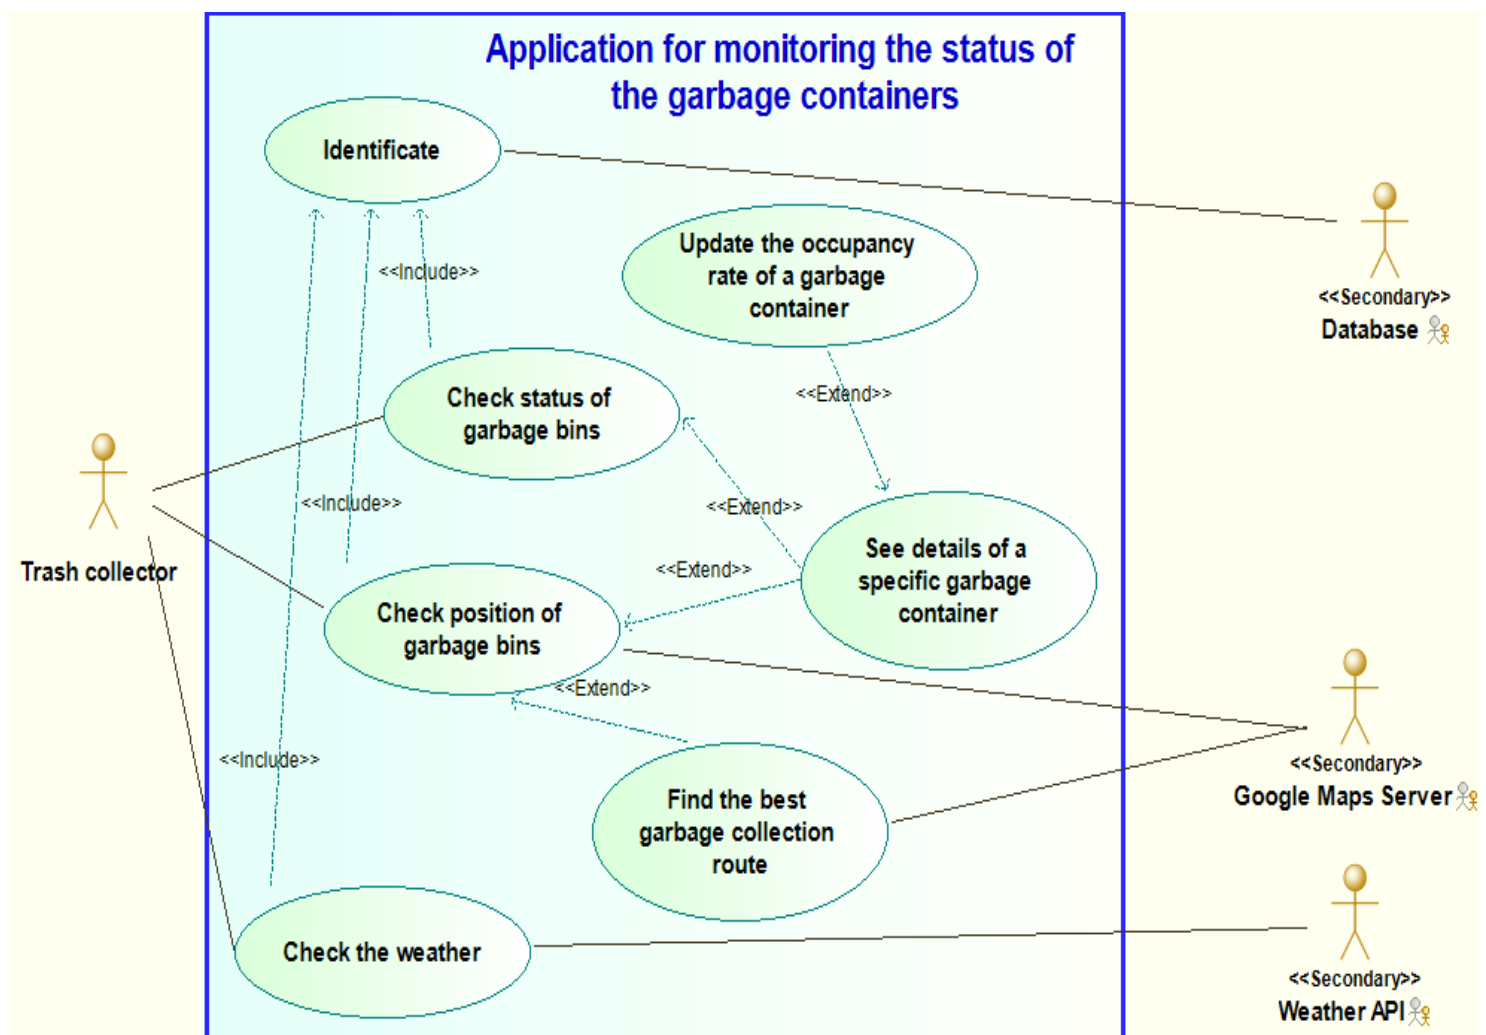 Application for monitoring the status of
the garbage containers
Identificate
Update the occupancy
rate of a garbage
container
<<Include>>
<<Secondary>>
Database
Check status of
garbage bins
<<Extend>>
<<Include>>
<<Extend>>
See details of a
specific garbage
container
Trash collector
<<Extend>>
Check position of
garbage bins
<<Extend>>
<<Include>>
<<Secondary>>
Google Maps Server
Find the best
garbage collection
route
Check the weather
<<Secondary>>
Weather API